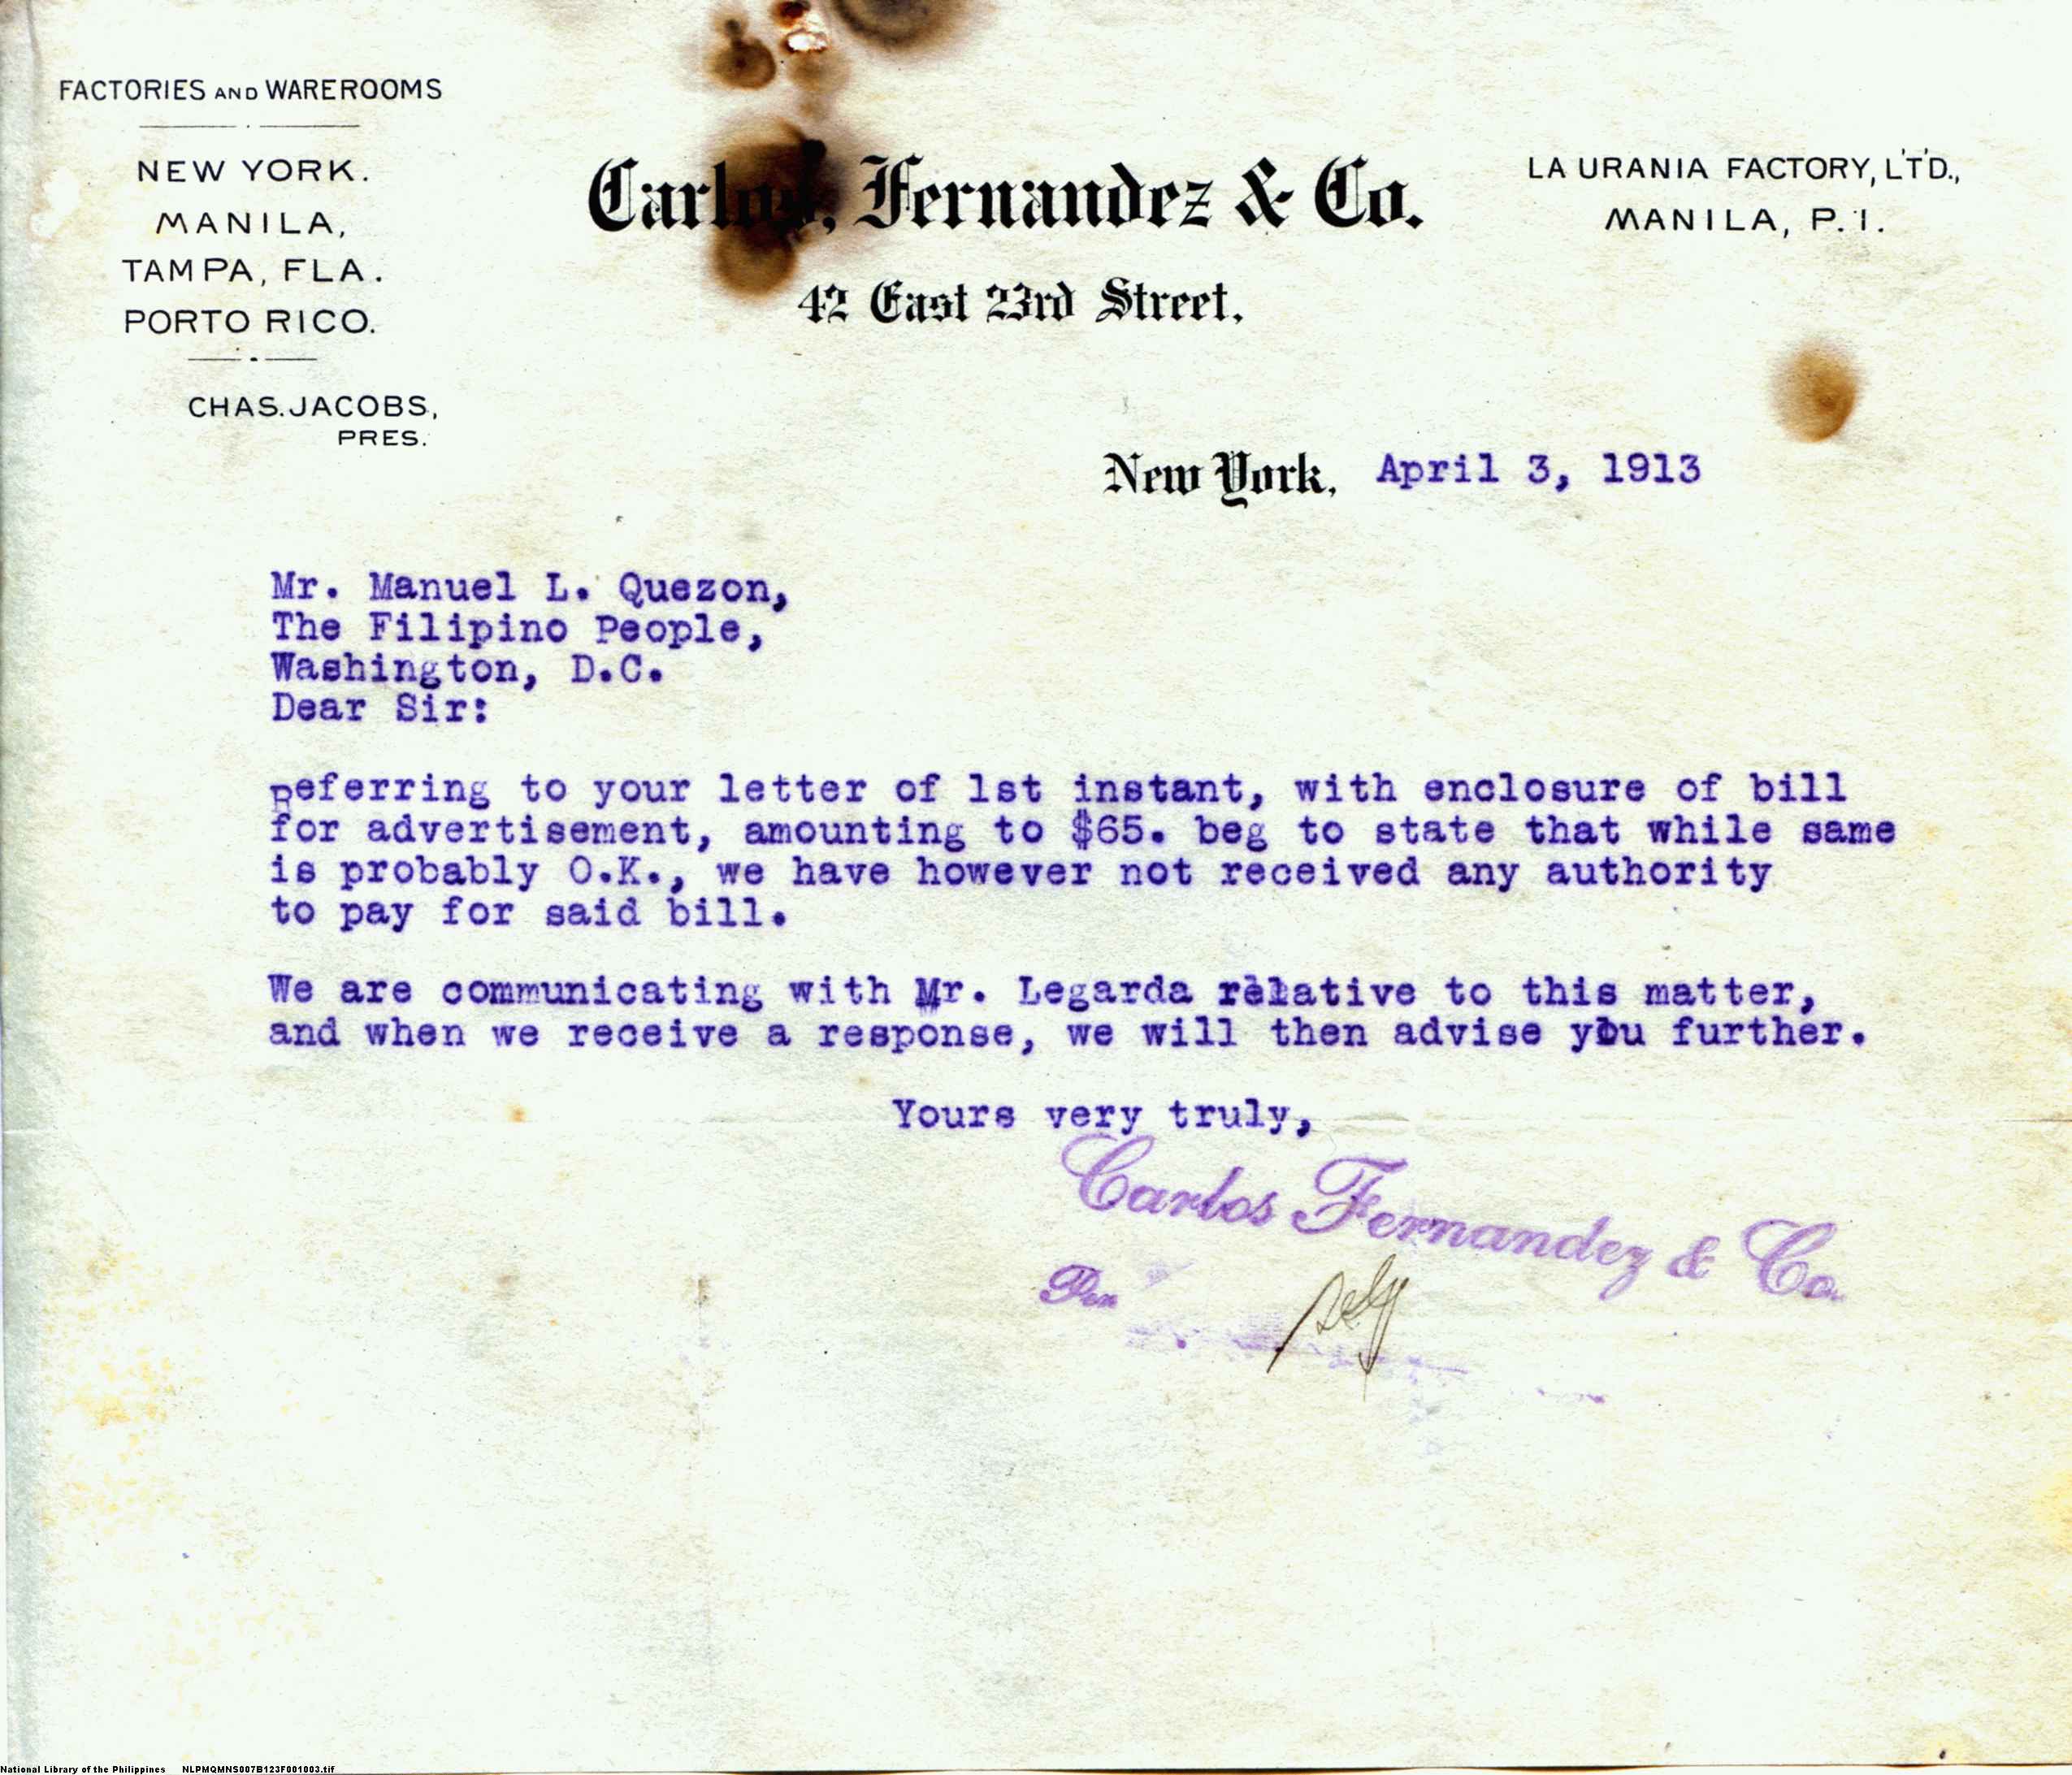 FACTORIES AND WAREROOMS
NEW YORK.
MANILA,
TAMPA, FLA.
PORTO RICO.
CHAS. JACOBS,
PRES.
Carlos, Fernandez & Co.
42 East 23rd Street.
LA URANIA FACTORY, L'T'D.,
MANILA, P. I.
New York, April 3, 1913
Mr. Manuel L. Quezon,
The Filipino People,
Washington, D.C.
Dear Sir:
Referring to your letter of 1st instant, with enclosure of bill
for advertisement, amounting to $65. beg to state that while same
is probably O.K., we have however not received any authority
to pay for said bill.
We are communicating with Mr. Legarda relative to this matter,
and when we receive a response, we will then advise you further.
Yours very truly,
Carlos Fernandez & Co.
Per
National Library of the Philippines NLPMQMNS007B123F001003.tif